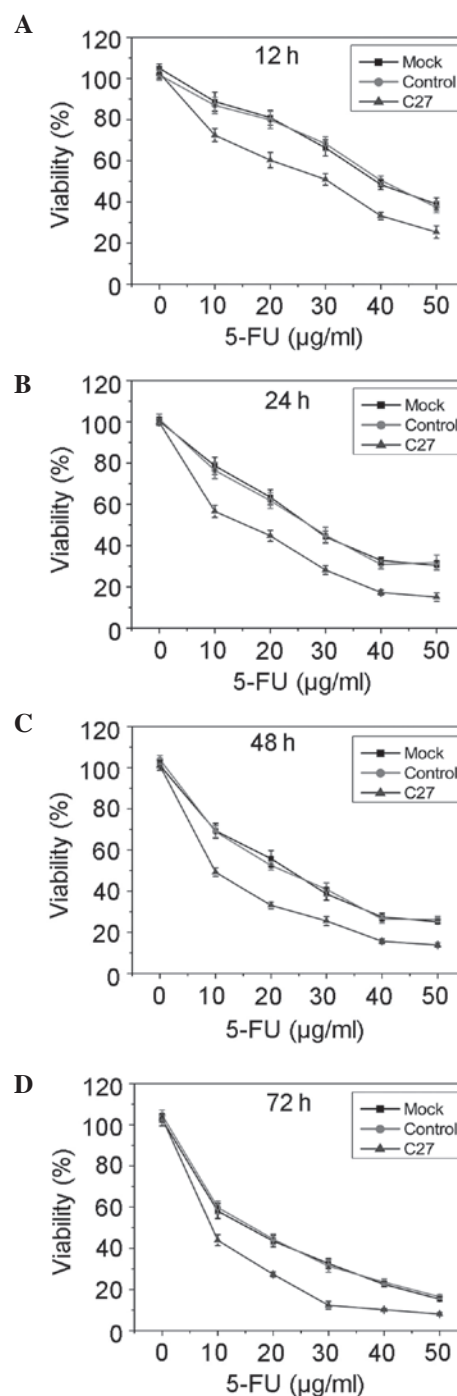 A
12 h
Mock
Control
C27
Viability (%)
120
100
80
60
40
20
0
0 10 20 30 40 50
5-FU (µg/ml)
B
24 h
Mock
Control
C27
Viability (%)
120
100
80
60
40
20
0
0 10 20 30 40 50
5-FU (µg/ml)
C
48 h
Mock
Control
C27
Viability (%)
120
100
80
60
40
20
0
0 10 20 30 40 50
5-FU (µg/ml)
D
72 h
Mock
Control
C27
Viability (%)
120
100
80
60
40
20
0
0 10 20 30 40 50
5-FU (µg/ml)